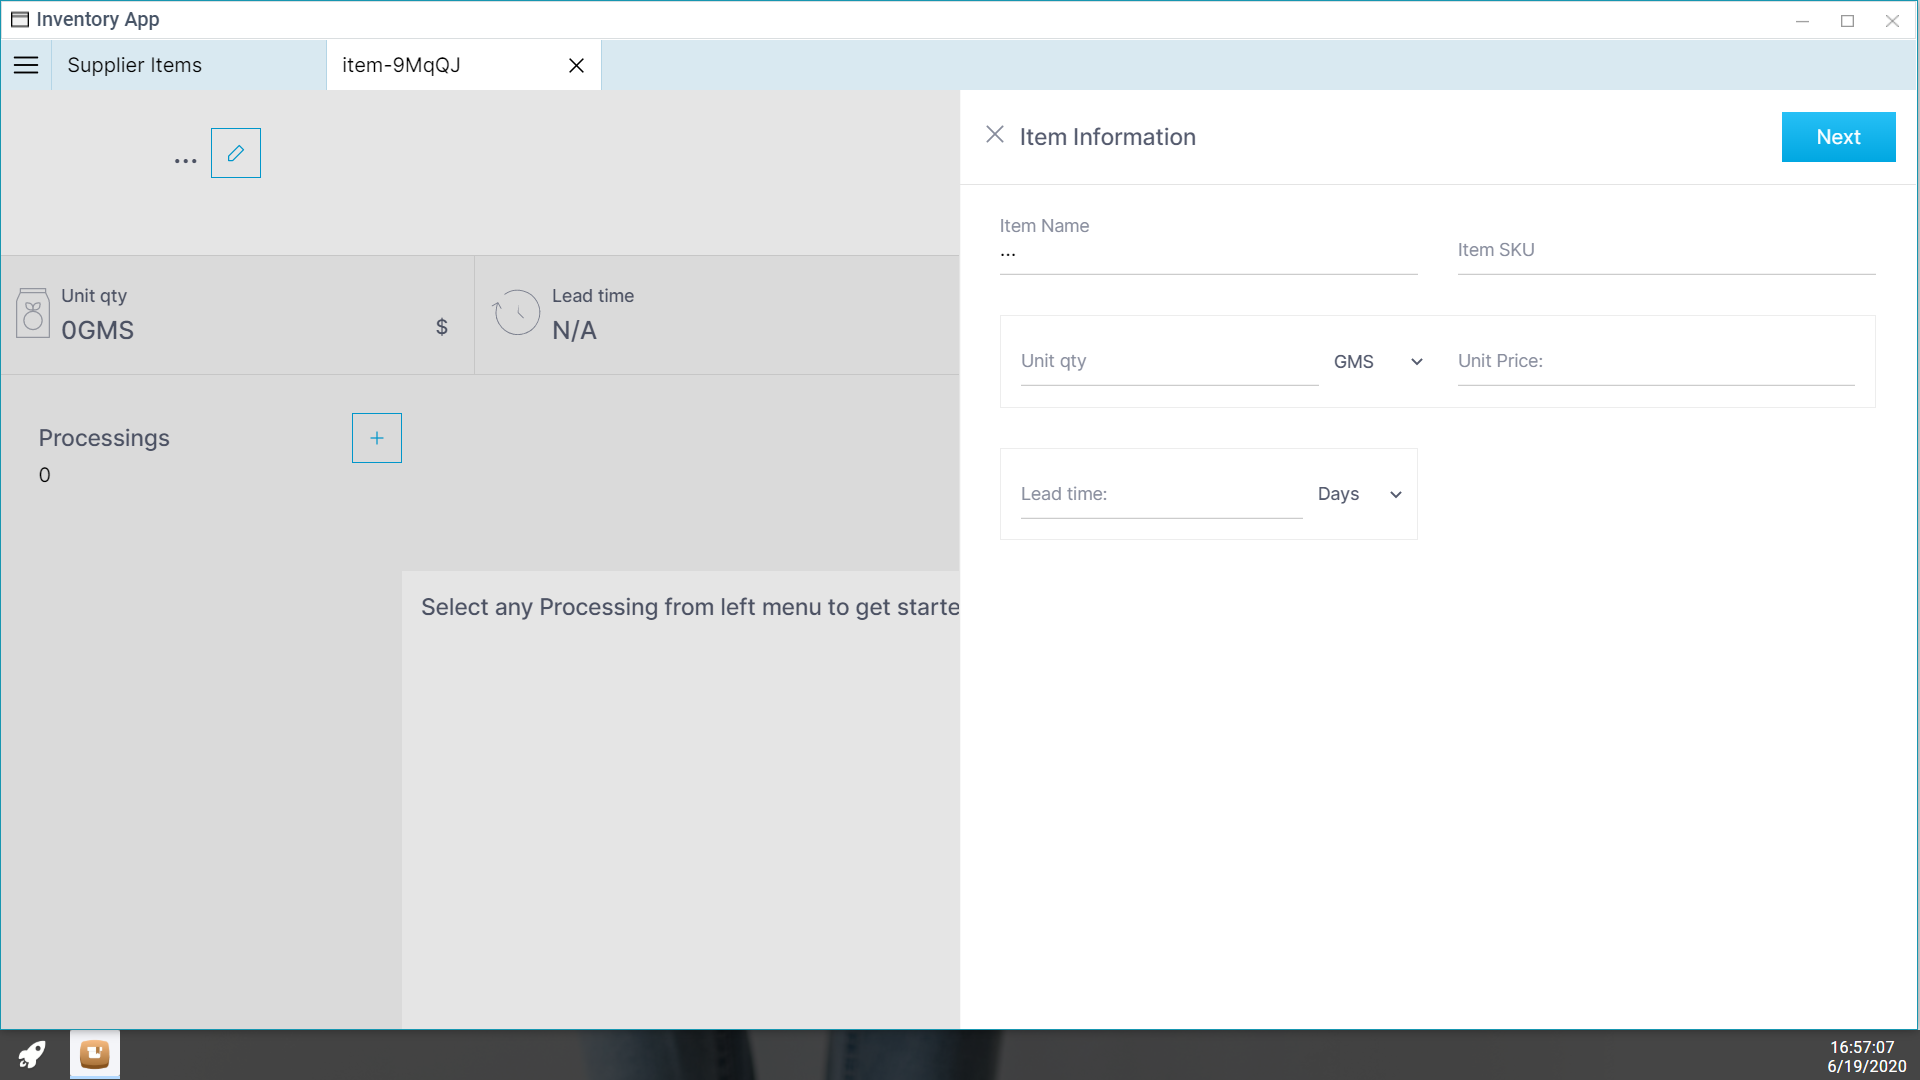 Inventory App
Supplier Items
item-9MqQJ
...
Unit qty
0GMS
$
Lead time
N/A
Processings
0
Select any Processing from left menu to get starte
Item Information
Next
Item Name
...
Item SKU
Unit qty
GMS
Unit Price:
Lead time:
Days
16:57:07
6/19/2020